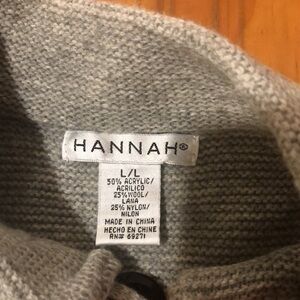 HANNAH®
L/L
50% ACRYLIC/
ACRILICO
25% WOOL/
LANA
25% NYLON/
NILON
MADE IN CHINA
HECHO EN CHINE
RN# 69271